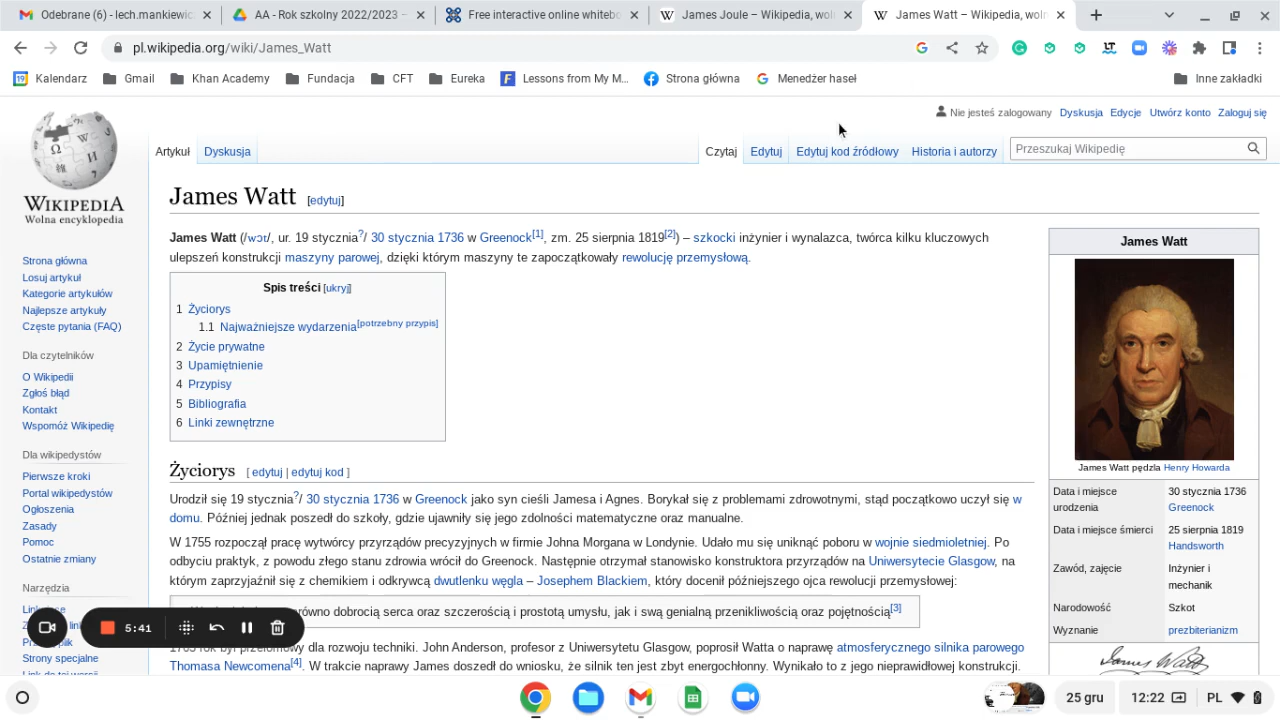 Odebrane (6) - lech.mankiewic
AA - Rok szkolny 2022/2023 –
Free interactive online whitebo
James Joule – Wikipedia, woln
James Watt – Wikipedia, woln
pl.wikipedia.org/wiki/James_Watt
Kalendarz
Gmail
Khan Academy
Fundacja
CFT
Eureka
Lessons from My M...
Strona główna
Menedżer haseł
Inne zakładki
Nie jesteś zalogowany Dyskusja Edycje Utwórz konto Zaloguj się
Artykuł Dyskusja
Czytaj Edytuj Edytuj kod źródłowy Historia i autorzy
Przeszukaj Wikipedię
WIKIPEDIA
Wolna encyklopedia
Strona główna
Losuj artykuł
Kategorie artykułów
Najlepsze artykuły
Częste pytania (FAQ)
Dla czytelników
O Wikipedii
Zgłoś błąd
Kontakt
Wspomóż Wikipedię
Dla wikipedystów
Pierwsze kroki
Portal wikipedystów
Ogłoszenia
Zasady
Pomoc
Ostatnie zmiany
Narzędzia
Strony specjalne
James Watt [edytuj]
James Watt (/wɔt/, ur. 19 stycznia?/ 30 stycznia 1736 w Greenock[1], zm. 25 sierpnia 1819[2]) – szkocki inżynier i wynalazca, twórca kilku kluczowych
ulepszeń konstrukcji maszyny parowej, dzięki którym maszyny te zapoczątkowały rewolucję przemysłową.
Spis treści [ukryj]
1 Życiorys
1.1 Najważniejsze wydarzenia[potrzebny przypis]
2 Życie prywatne
3 Upamiętnienie
4 Przypisy
5 Bibliografia
6 Linki zewnętrzne
Życiorys [ edytuj | edytuj kod ]
Urodził się 19 stycznia?/ 30 stycznia 1736 w Greenock jako syn cieśli Jamesa i Agnes. Borykał się z problemami zdrowotnymi, stąd początkowo uczył się w
domu. Później jednak poszedł do szkoły, gdzie ujawniły się jego zdolności matematyczne oraz manualne.
W 1755 rozpoczął pracę wytwórcy przyrządów precyzyjnych w firmie Johna Morgana w Londynie. Udało mu się uniknąć poboru w wojnie siedmioletniej. Po
odbyciu praktyk, z powodu złego stanu zdrowia wrócił do Greenock. Następnie otrzymał stanowisko konstruktora przyrządów na Uniwersytecie Glasgow, na
którym zaprzyjaźnił się z chemikiem i odkrywcą dwutlenku węgla – Josephem Blackiem, który docenił późniejszego ojca rewolucji przemysłowej:
równo dobrocią serca oraz szczerością i prostotą umysłu, jak i swą genialną przenikliwością oraz pojętnością[3]
dla rozwoju techniki. John Anderson, profesor z Uniwersytetu Glasgow, poprosił Watta o naprawę atmosferycznego silnika parowego
Thomasa Newcomena[4]. W trakcie naprawy James doszedł do wniosku, że silnik ten jest zbyt energochłonny. Wynikało to z jego nieprawidłowej konstrukcji.
James Watt
James Watt pędzla Henry Howarda
Data i miejsce urodzenia 30 stycznia 1736 Greenock
Data i miejsce śmierci 25 sierpnia 1819 Handsworth
Zawód, zajęcie Inżynier i mechanik
Narodowość Szkot
Wyznanie prezbiterianizm
James Watt
5:41
25 gru
12:22
PL